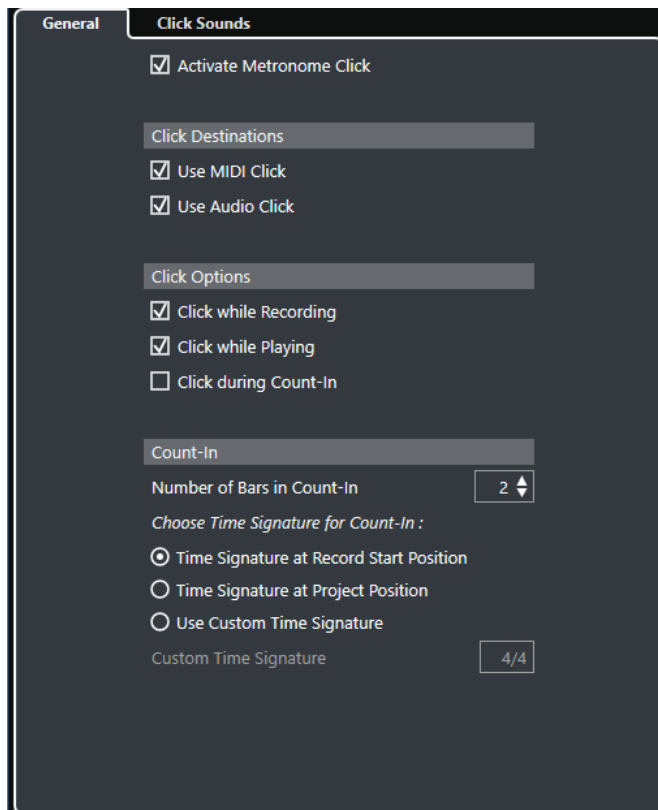 General
Click Sounds
Activate Metronome Click
Click Destinations
Use MIDI Click
Use Audio Click
Click Options
Click while Recording
Click while Playing
Click during Count-In
Count-In
Number of Bars in Count-In 2
Choose Time Signature for Count-In :
Time Signature at Record Start Position
Time Signature at Project Position
Use Custom Time Signature
Custom Time Signature 4/4